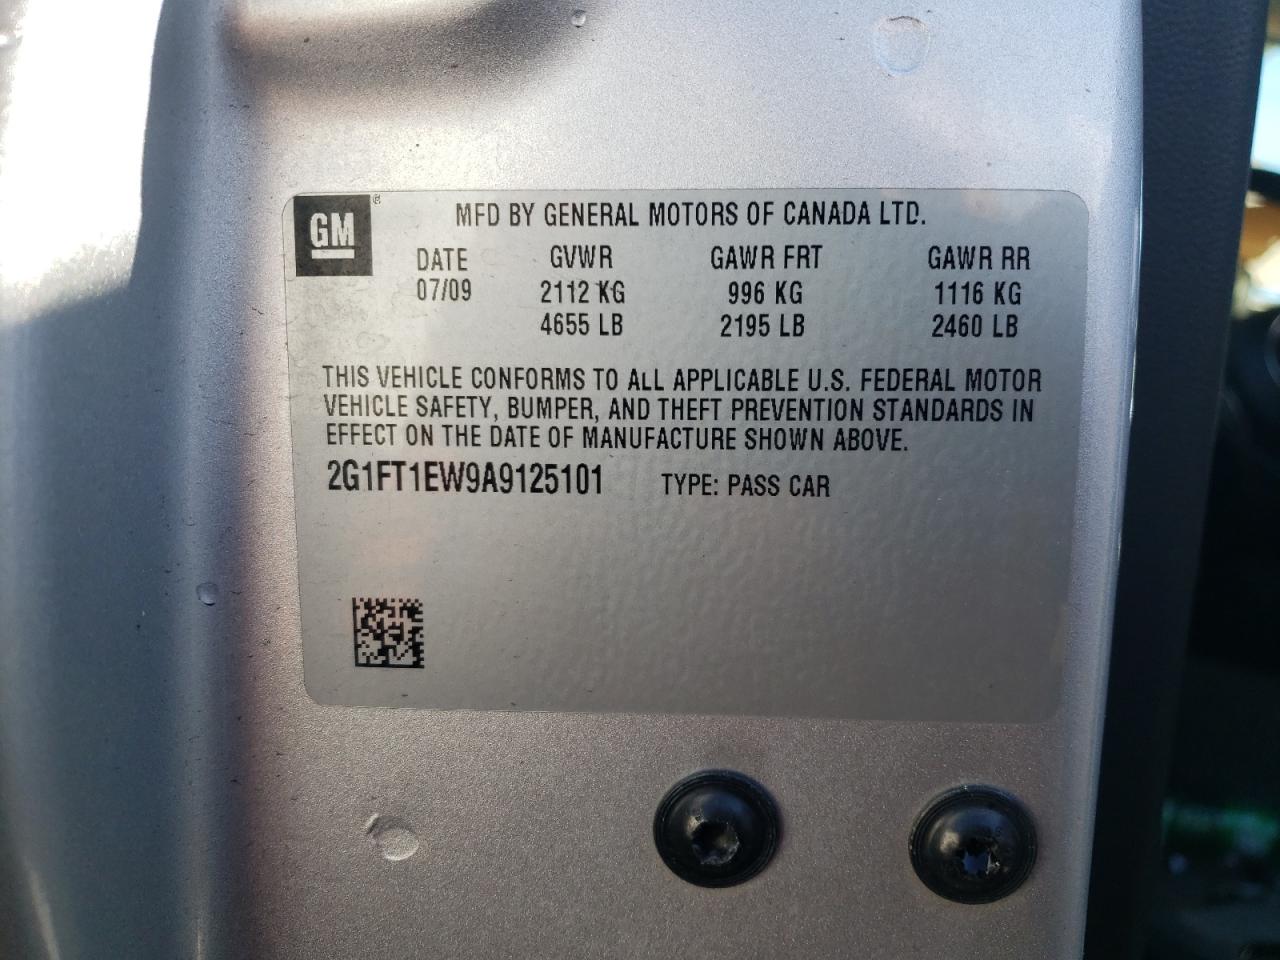 GM ® MFD BY GENERAL MOTORS OF CANADA LTD.
DATE GVWR GAWR FRT GAWR RR
07/09 2112 KG 996 KG 1116 KG
4655 LB 2195 LB 2460 LB
THIS VEHICLE CONFORMS TO ALL APPLICABLE U.S. FEDERAL MOTOR
VEHICLE SAFETY, BUMPER, AND THEFT PREVENTION STANDARDS IN
EFFECT ON THE DATE OF MANUFACTURE SHOWN ABOVE.
2G1FT1EW9A9125101 TYPE: PASS CAR